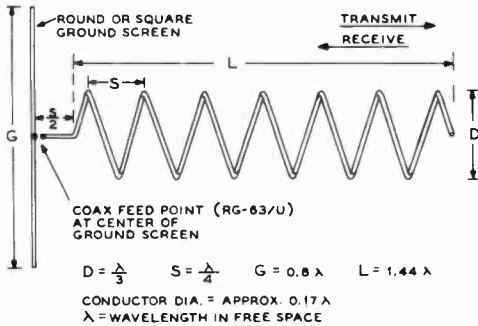 ROUND OR SQUARE
GROUND SCREEN
TRANSMIT
RECEIVE
L
S
S/2
G
D
COAX FEED POINT (RG-63/U)
AT CENTER OF
GROUND SCREEN
D = λ/3 S = λ/4 G = 0.8 λ L = 1.44 λ
CONDUCTOR DIA. = APPROX. 0.17 λ
λ = WAVELENGTH IN FREE SPACE